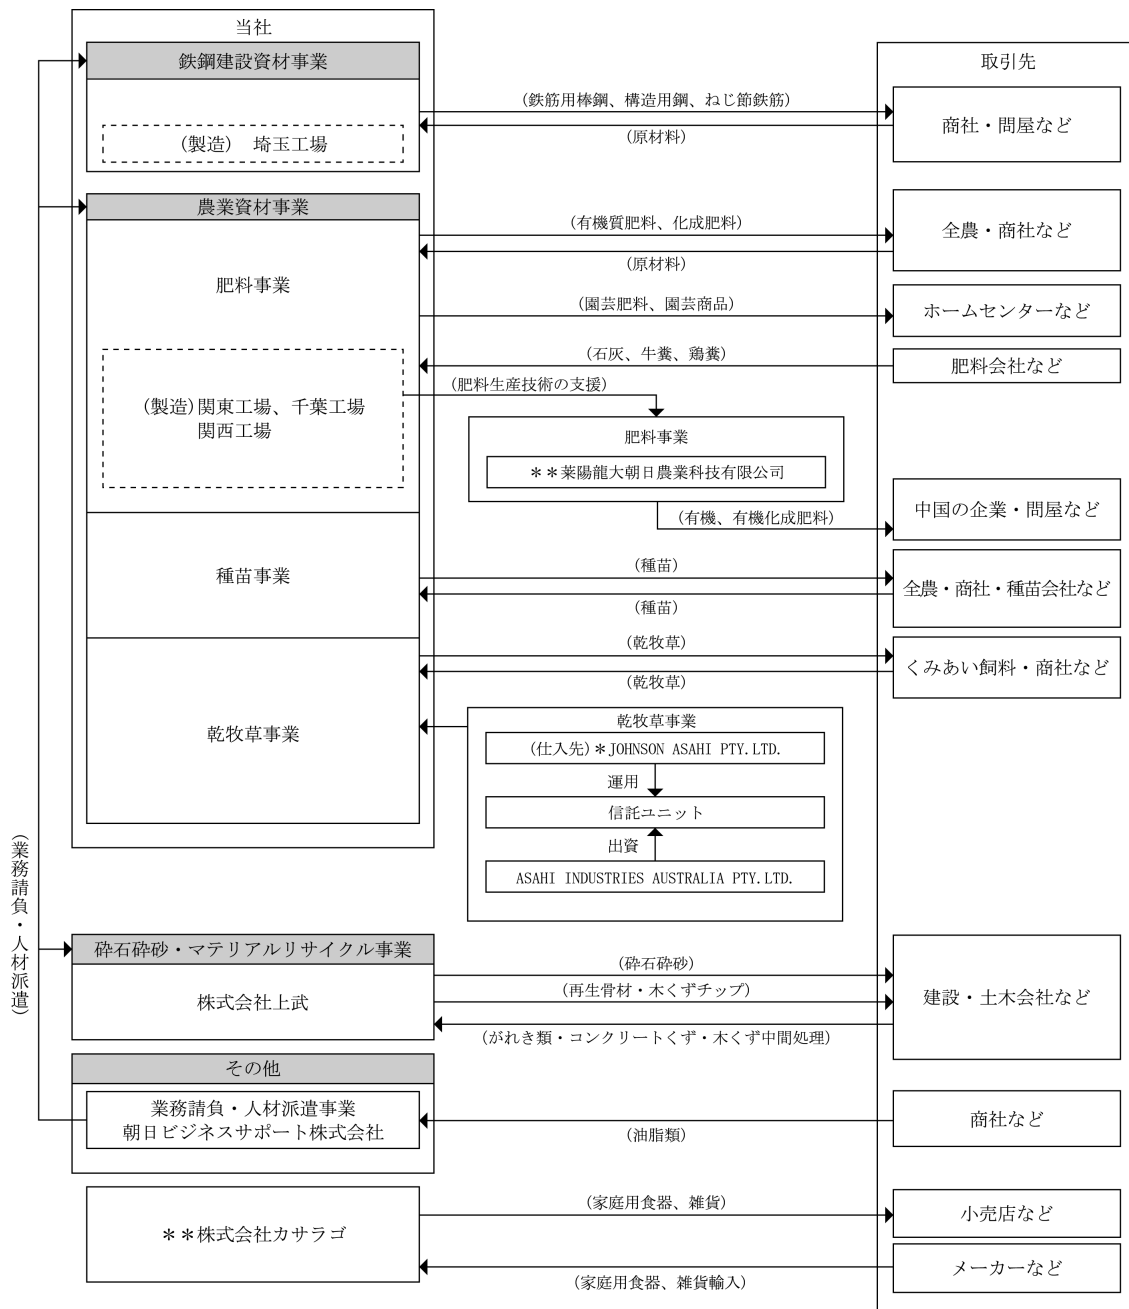 当社
鉄鋼建設資材事業
取引先
(鉄筋用棒鋼、構造用鋼、ねじ節鉄筋)
商社・問屋など
(原材料)
(製造)　埼玉工場
農業資材事業
(有機質肥料、化成肥料)
全農・商社など
(原材料)
肥料事業
(園芸肥料、園芸商品)
ホームセンターなど
(石灰、牛糞、鶏糞)
肥料会社など
(肥料生産技術の支援)
(製造)関東工場、千葉工場
関西工場
肥料事業
＊＊莱陽龍大朝日農業科技有限公司
(有機、有機化成肥料)
中国の企業・問屋など
種苗事業
(種苗)
全農・商社・種苗会社など
(種苗)
(乾牧草)
くみあい飼料・商社など
(乾牧草)
乾牧草事業
乾牧草事業
(仕入先)＊JOHNSON ASAHI PTY.LTD.
運用
信託ユニット
出資
ASAHI INDUSTRIES AUSTRALIA PTY.LTD.
(業務請負・人材派遣)
砕石砕砂・マテリアルリサイクル事業
(砕石砕砂)
株式会社上武
(再生骨材・木くずチップ)
建設・土木会社など
(がれき類・コンクリートくず・木くず中間処理)
その他
業務請負・人材派遣事業
朝日ビジネスサポート株式会社
商社など
(油脂類)
(家庭用食器、雑貨)
小売店など
＊＊株式会社カサラゴ
メーカーなど
(家庭用食器、雑貨輸入)